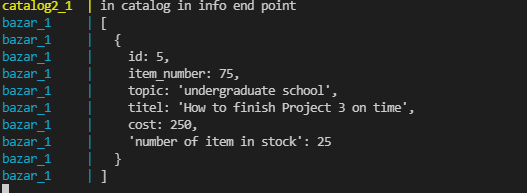 catalog2_1 | in catalog in info end point
bazar_1 | [
bazar_1 | {
bazar_1 | id: 5,
bazar_1 | item_number: 75,
bazar_1 | topic: 'undergraduate school',
bazar_1 | titel: 'How to finish Project 3 on time',
bazar_1 | cost: 250,
bazar_1 | 'number of item in stock': 25
bazar_1 | }
bazar_1 | ]